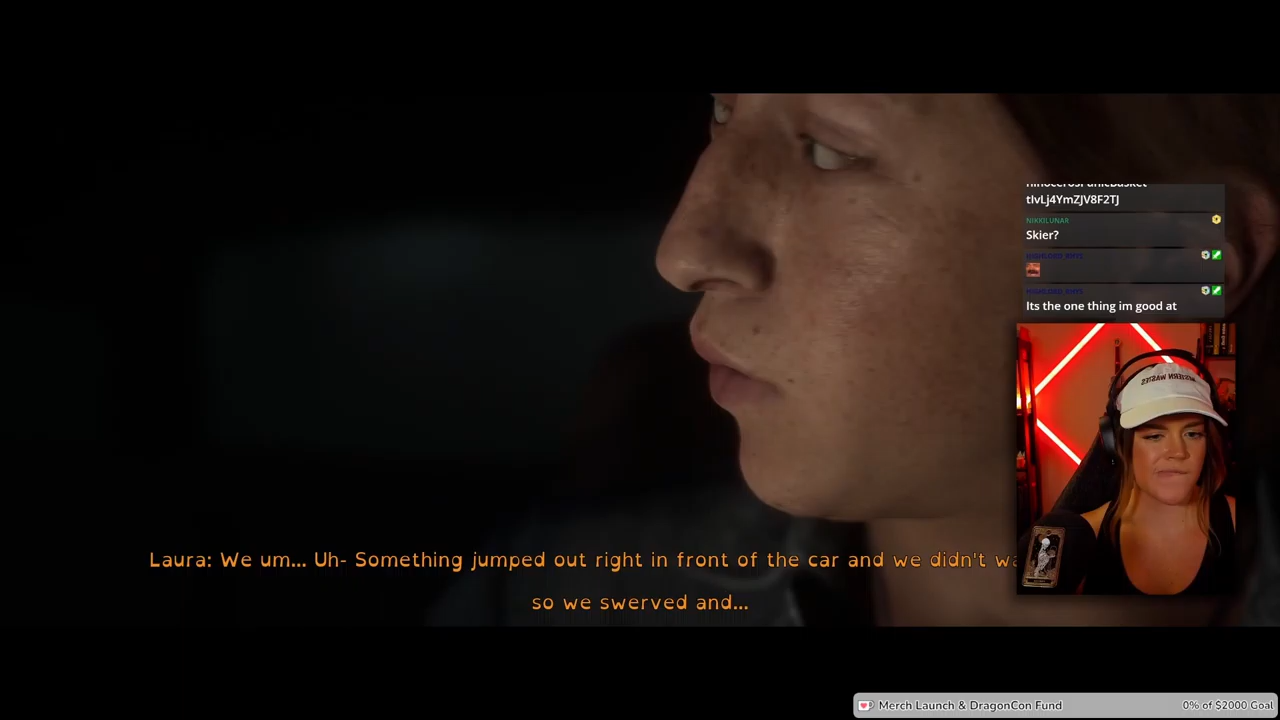 tIvLj4YmZJV8F2TJ
NIKKILUNAR
Skier?
Its the one thing im good at
WESTERN WASTES
Laura: We um... Uh- Something jumped out right in front of the car and we didn't
so we swerved and...
Merch Launch & DragonCon Fund
0% of $2000 Goal